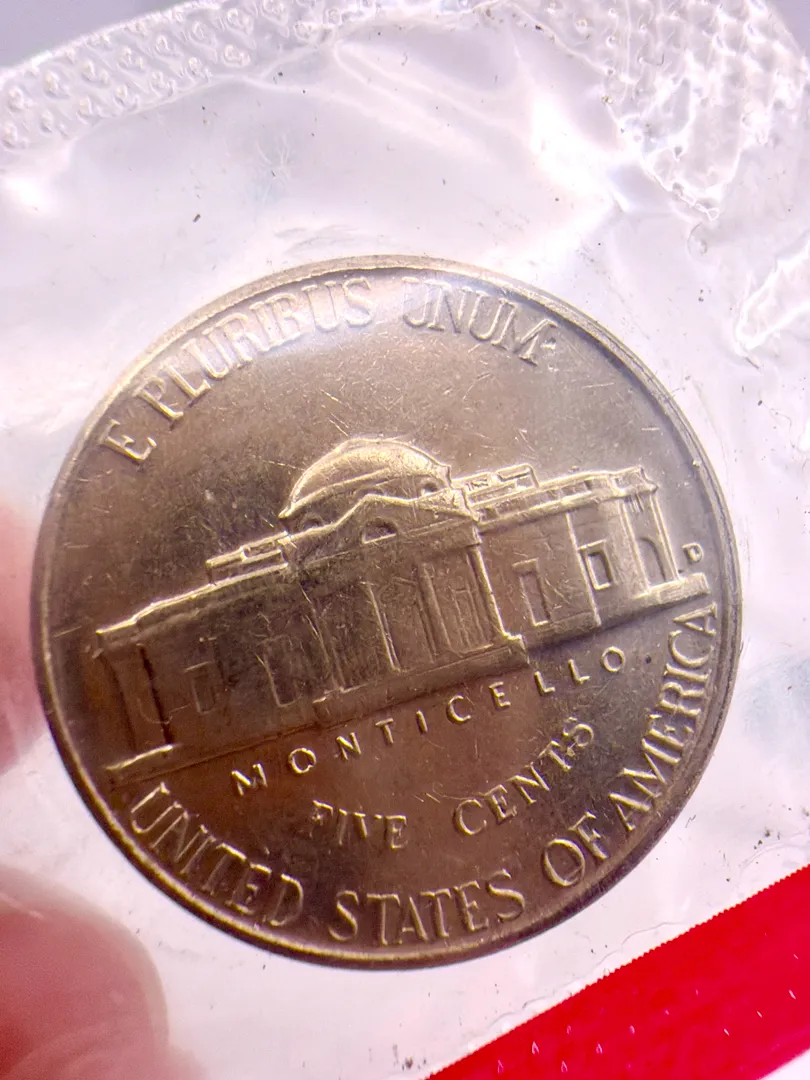 E PLURIBUS UNUM
D
MONTICELLO
FIVE CENTS
UNITED STATES OF AMERICA